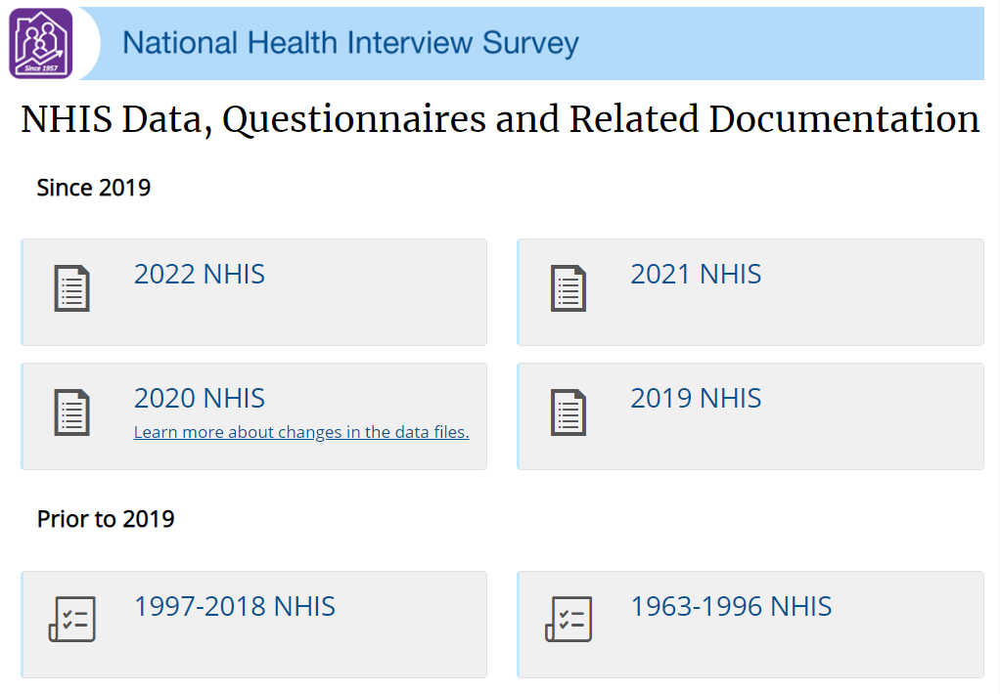 Since 1957
National Health Interview Survey
NHIS Data, Questionnaires and Related Documentation
Since 2019
2022 NHIS
2021 NHIS
2020 NHIS
Learn more about changes in the data files.
2019 NHIS
Prior to 2019
1997-2018 NHIS
1963-1996 NHIS